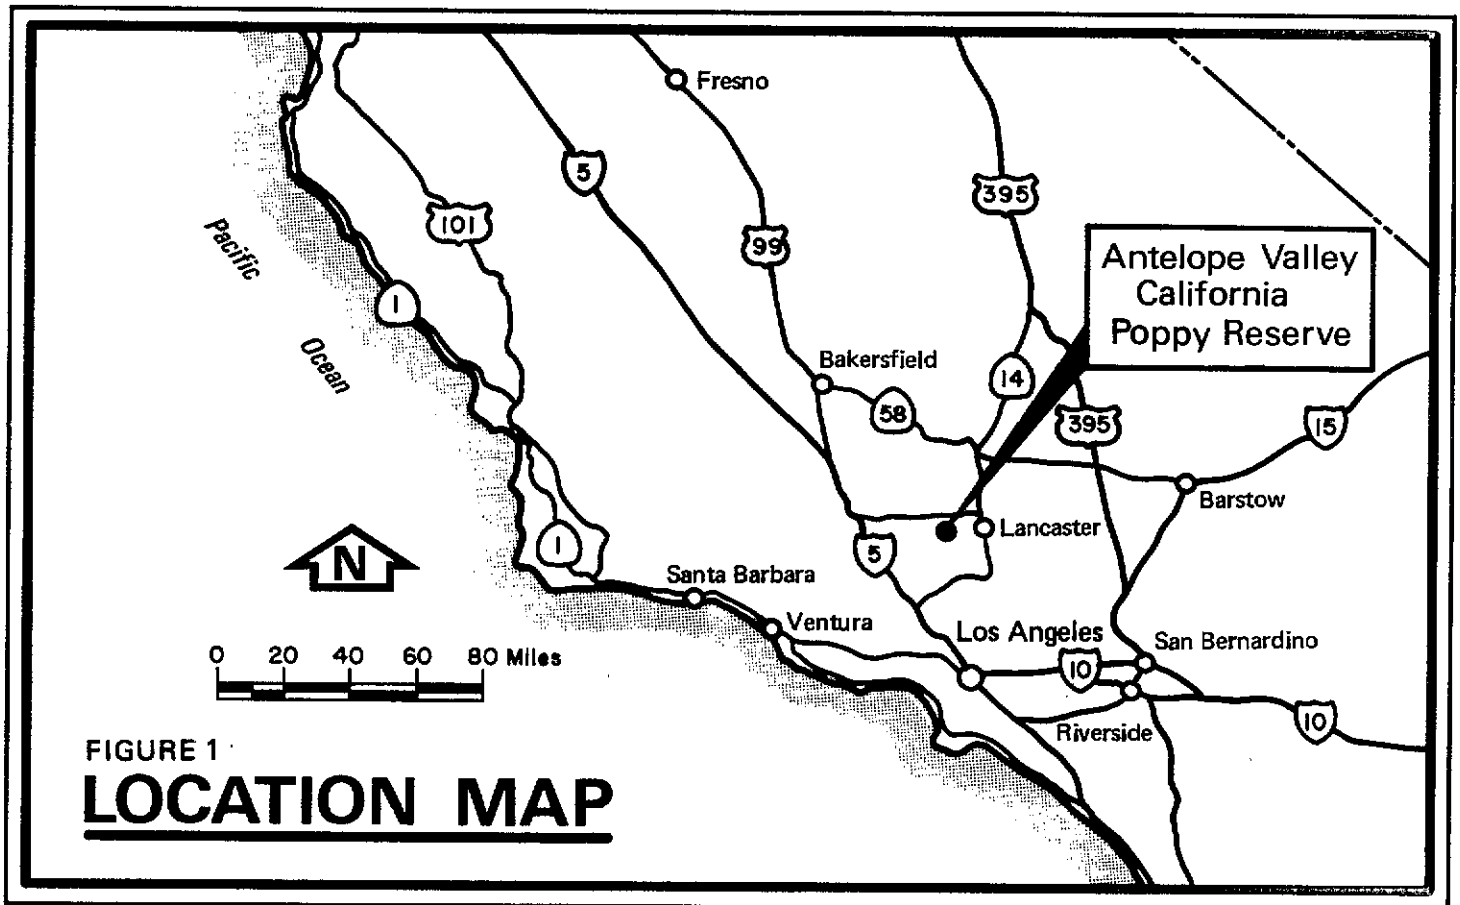 Fresno
5
395
101
99
Pacific
Ocean
1
Antelope Valley
California
Poppy Reserve
Bakersfield
14
58
395
15
Barstow
Lancaster
1
5
N
Santa Barbara
Ventura
Los Angeles
San Bernardino
10
0 20 40 60 80 Miles
Riverside
10
FIGURE 1
LOCATION MAP